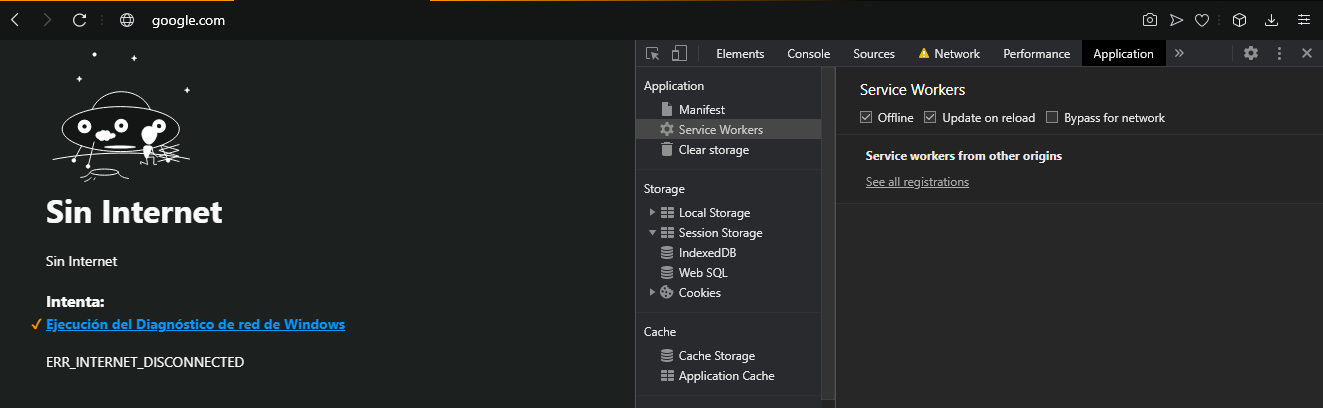 google.com
Sin Internet
Sin Internet
Intenta:
Ejecución del Diagnóstico de red de Windows
ERR_INTERNET_DISCONNECTED
Elements Console Sources Network Performance Application »
Application
Manifest
Service Workers
Clear storage
Storage
Local Storage
Session Storage
IndexedDB
Web SQL
Cookies
Cache
Cache Storage
Application Cache
Service Workers
Offline Update on reload Bypass for network
Service workers from other origins
See all registrations